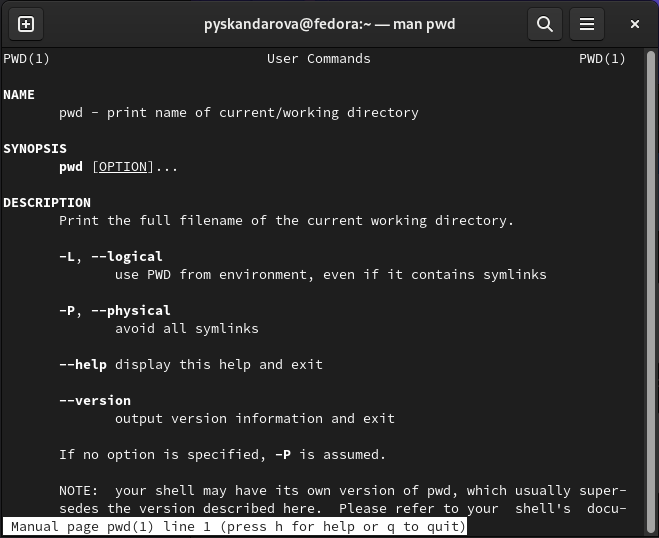 pyskandarova@fedora:~ — man pwd
PWD(1) User Commands PWD(1)
NAME
pwd - print name of current/working directory
SYNOPSIS
pwd [OPTION]...
DESCRIPTION
Print the full filename of the current working directory.
-L, --logical
use PWD from environment, even if it contains symlinks
-P, --physical
avoid all symlinks
--help display this help and exit
--version
output version information and exit
If no option is specified, -P is assumed.
NOTE: your shell may have its own version of pwd, which usually super-
sedes the version described here. Please refer to your shell's docu-
Manual page pwd(1) line 1 (press h for help or q to quit)